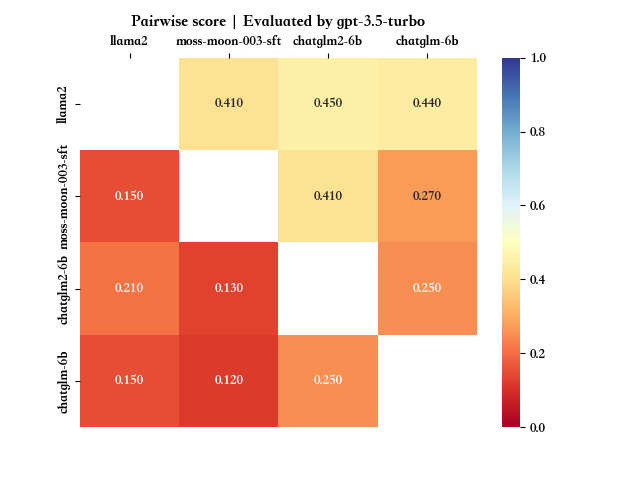 Pairwise score | Evaluated by gpt-3.5-turbo
llama2 moss-moon-003-sft chatglm2-6b chatglm-6b
llama2 0.410 0.450 0.440
moss-moon-003-sft 0.150 0.410 0.270
chatglm2-6b 0.210 0.130 0.250
chatglm-6b 0.150 0.120 0.250
1.0
0.8
0.6
0.4
0.2
0.0